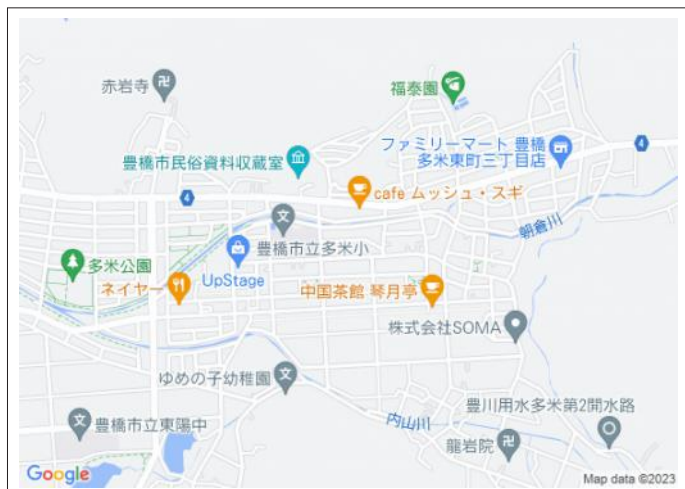 赤岩寺
福泰園
ファミリーマート 豊橋
多米東町三丁目店
4
豊橋市民俗資料収蔵室
4
cafe ムッシュ・スギ
朝倉川
豊橋市立多米小
多米公園
UpStage
ネイヤー
中国茶館 琴月亭
株式会社SOMA
ゆめの子幼稚園
豊川用水多米第2開水路
豊橋市立東陽中
内山川
龍岩院
Google
Map data ©2023